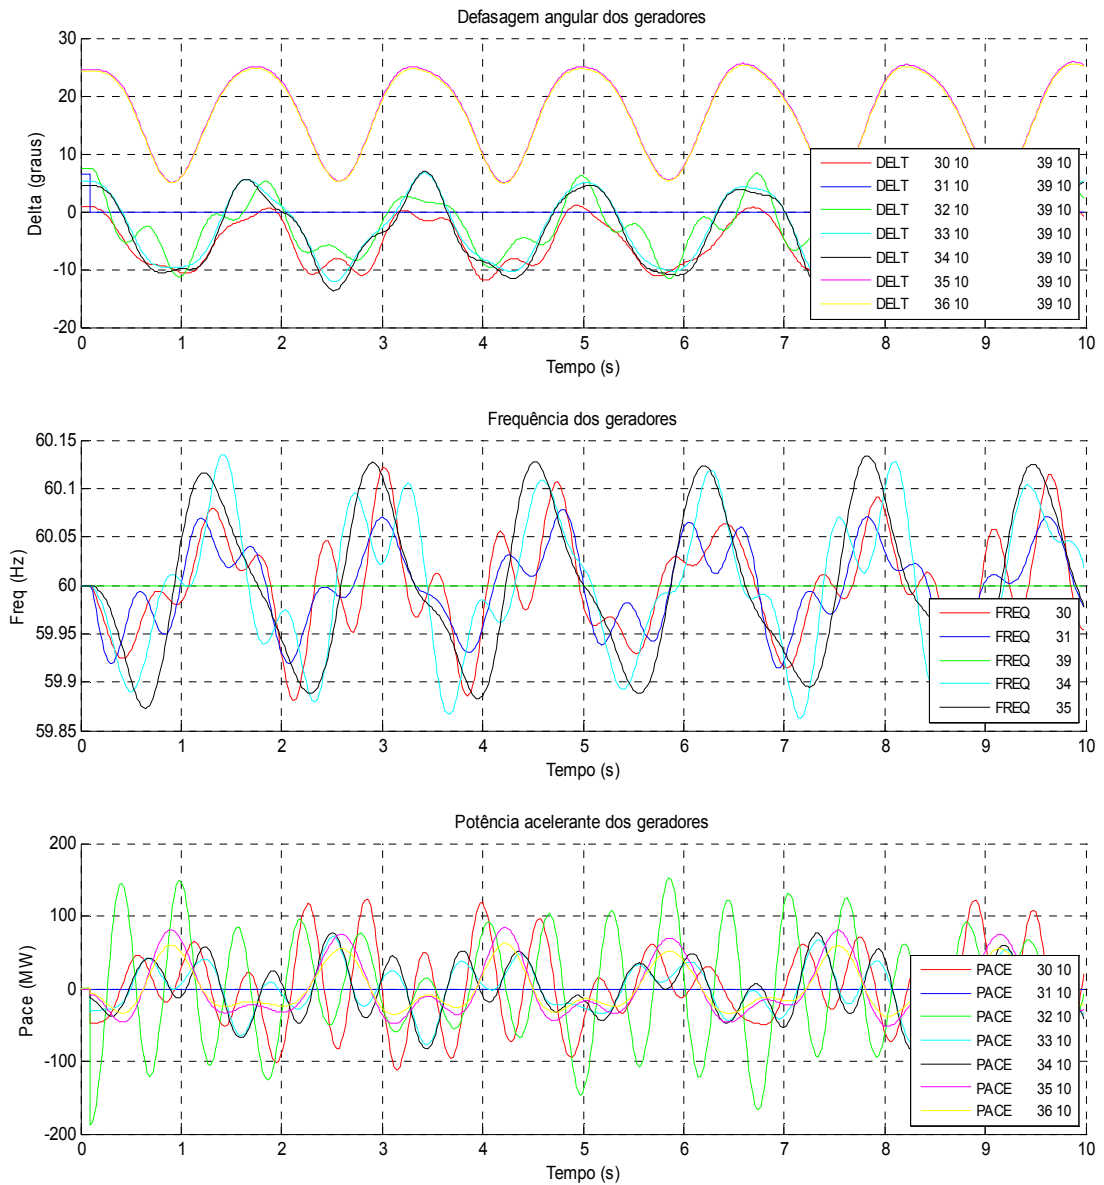 Defasagem angular dos geradores
30
20
10
0
-10
-20
Delta (graus)
DELT 30 10 39 10
DELT 31 10 39 10
DELT 32 10 39 10
DELT 33 10 39 10
DELT 34 10 39 10
DELT 35 10 39 10
DELT 36 10 39 10
0 1 2 3 4 5 6 7 8 9 10
Tempo (s)
Frequência dos geradores
60.15
60.1
60.05
60
59.95
59.9
59.85
Freq (Hz)
FREQ 30
FREQ 31
FREQ 39
FREQ 34
FREQ 35
0 1 2 3 4 5 6 7 8 9 10
Tempo (s)
Potência acelerante dos geradores
200
100
0
-100
-200
Pace (MW)
PACE 30 10
PACE 31 10
PACE 32 10
PACE 33 10
PACE 34 10
PACE 35 10
PACE 36 10
0 1 2 3 4 5 6 7 8 9 10
Tempo (s)